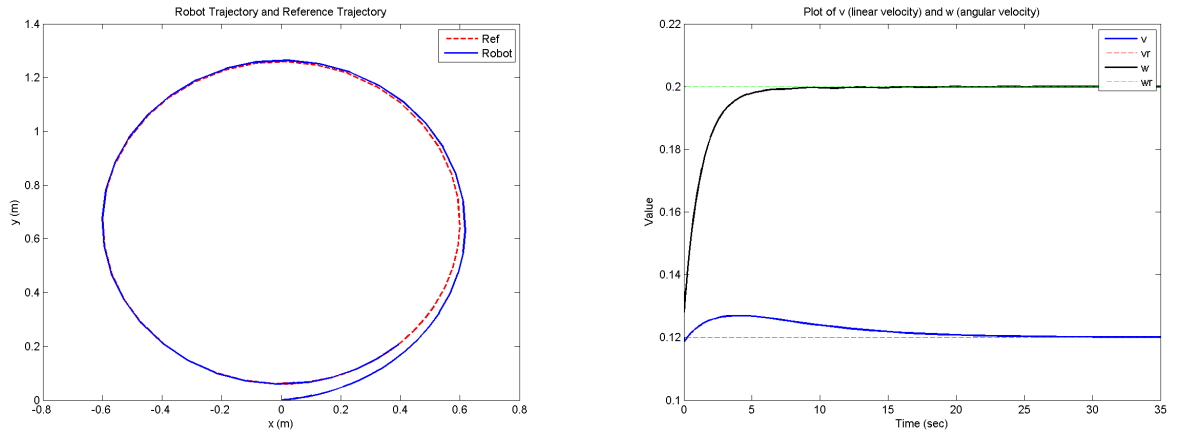 Robot Trajectory and Reference Trajectory
1.4
1.2
1
0.8
0.6
0.4
0.2
0
y (m)
Ref
Robot
-0.8
-0.6
-0.4
-0.2
0
0.2
0.4
0.6
0.8
x (m)
Plot of v (linear velocity) and w (angular velocity)
0.22
0.2
0.18
0.16
0.14
0.12
0.1
Value
v
vr
w
wr
0
5
10
15
20
25
30
35
Time (sec)